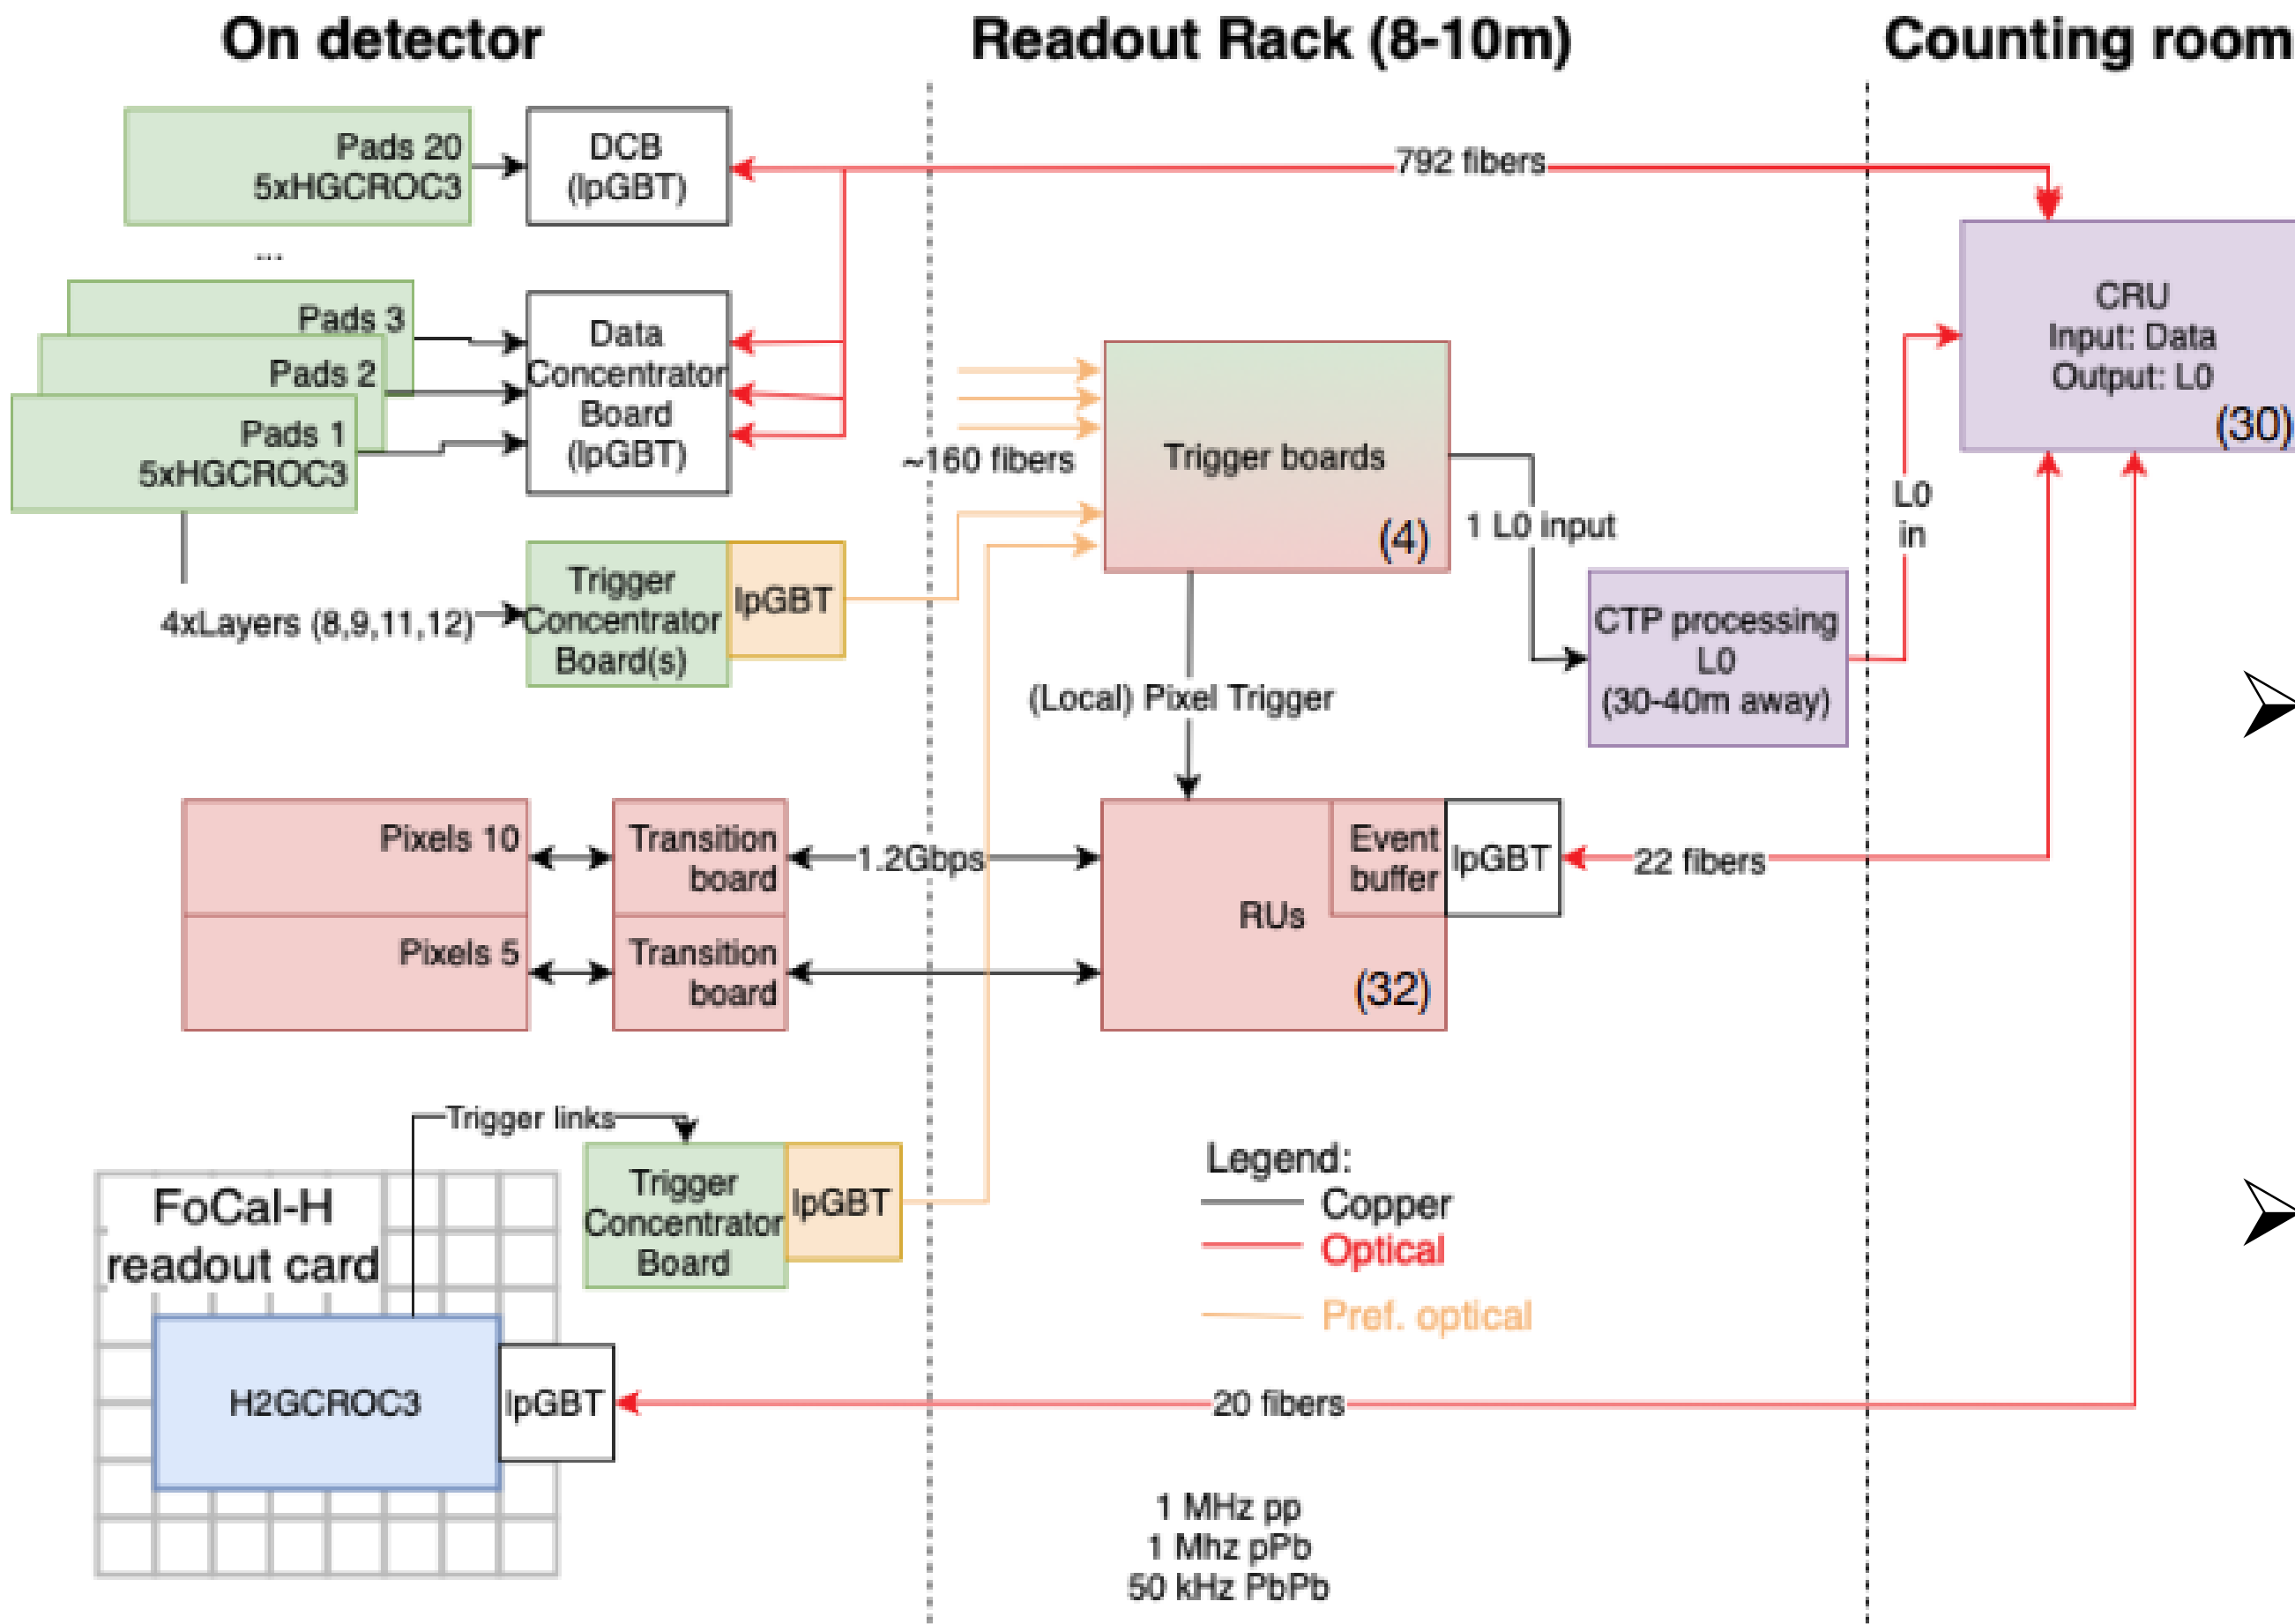 On detector
Readout Rack (8-10m)
Counting room
Pads 20
5xHGCROC3
DCB
(lpGBT)
792 fibers
...
Pads 3
Pads 2
Pads 1
5xHGCROC3
Data
Concentrator
Board
(lpGBT)
~160 fibers
Trigger boards
(4)
1 L0 input
CRU
Input: Data
Output: L0
(30)
L0
in
4xLayers (8,9,11,12)
Trigger
Concentrator
Board(s)
lpGBT
CTP processing
L0
(30-40m away)
(Local) Pixel Trigger
Pixels 10
Transition
board
1.2Gbps
Pixels 5
Transition
board
RUs
Event
buffer
lpGBT
(32)
22 fibers
Trigger links
Trigger
Concentrator
Board
lpGBT
FoCal-H
readout card
H2GCROC3
lpGBT
20 fibers
Legend:
Copper
Optical
Pref. optical
1 MHz pp
1 Mhz pPb
50 kHz PbPb